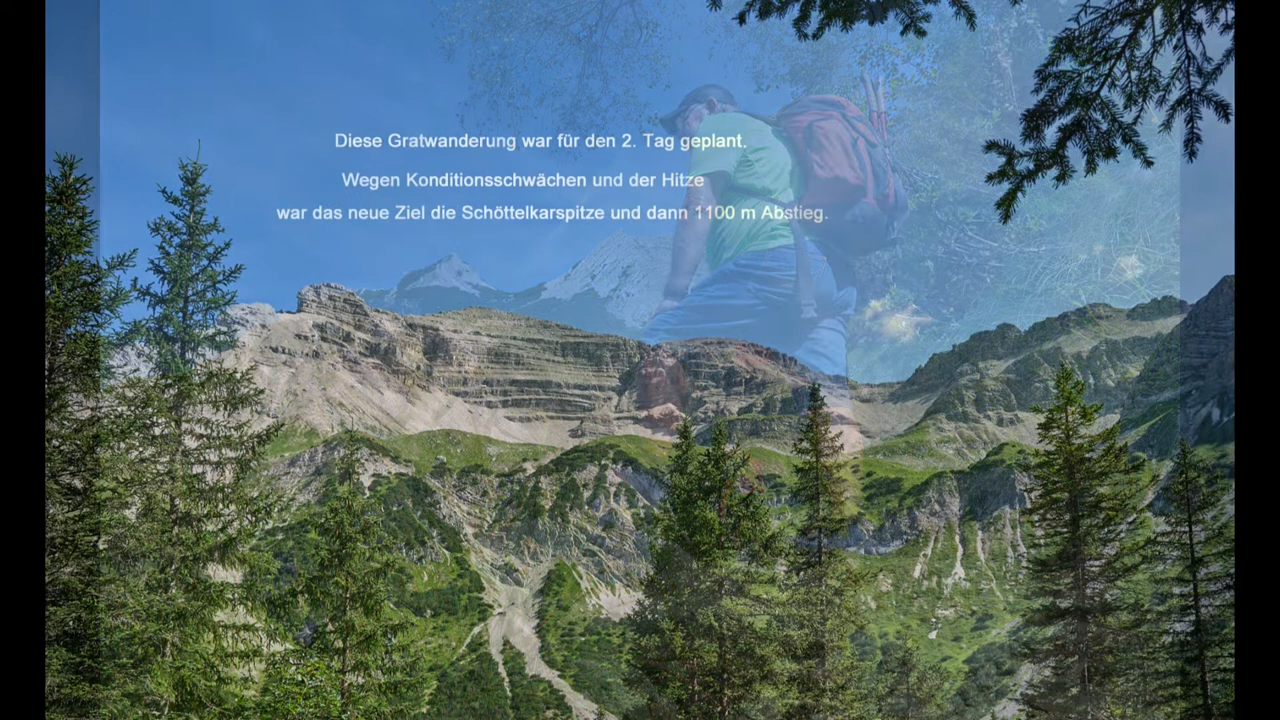 Diese Gratwanderung war für den 2. Tag geplant.
Wegen Konditionsschwächen und der Hitze
war das neue Ziel die Schöttelkarspitze und dann 1100 m Abstieg.